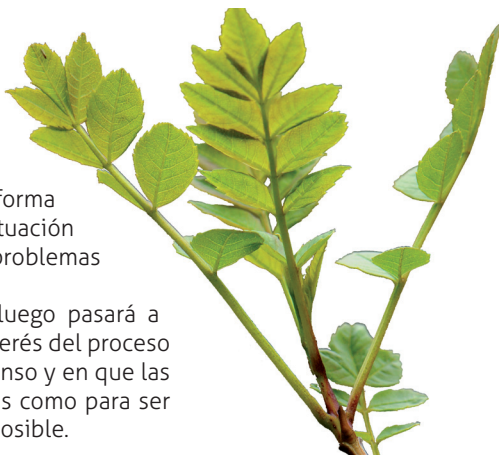 forma
tuación
problemas
luego pasará a
erés del proceso
nso y en que las
s como para ser
osible.